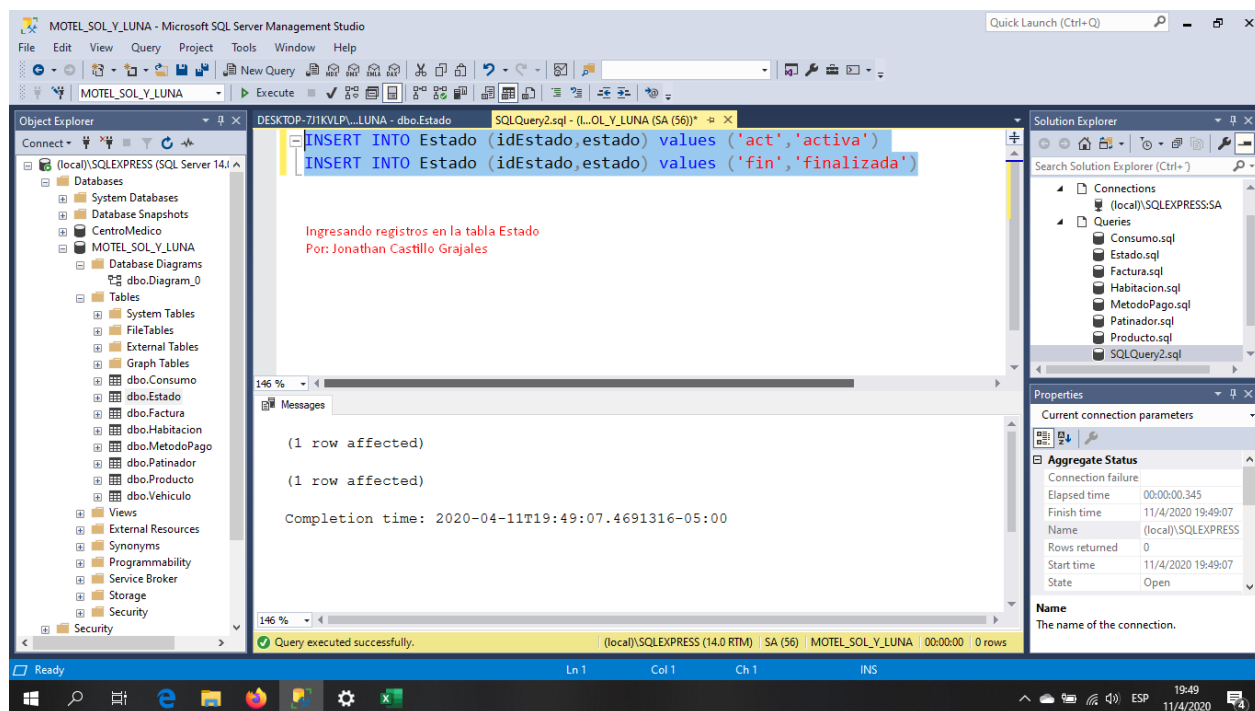 MOTEL_SOL_Y_LUNA - Microsoft SQL Server Management Studio
Quick Launch (Ctrl+Q)
File Edit View Query Project Tools Window Help
New Query
MOTEL_SOL_Y_LUNA
Execute
Object Explorer
Connect
(local)\SQLEXPRESS (SQL Server 14.
Databases
System Databases
Database Snapshots
CentroMedico
MOTEL_SOL_Y_LUNA
Database Diagrams
dbo.Diagram_0
Tables
System Tables
FileTables
External Tables
Graph Tables
dbo.Consumo
dbo.Estado
dbo.Factura
dbo.Habitacion
dbo.MetodoPago
dbo.Patinador
dbo.Producto
dbo.Vehiculo
Views
External Resources
Synonyms
Programmability
Service Broker
Storage
Security
Security
DESKTOP-7J1KVLP\...LUNA - dbo.Estado
SQLQuery2.sql - (l...OL_Y_LUNA (SA (56))*
INSERT INTO Estado (idEstado,estado) values ('act','activa')
INSERT INTO Estado (idEstado,estado) values ('fin','finalizada')
Ingresando registros en la tabla Estado
Por: Jonathan Castillo Grajales
146 %
Messages
(1 row affected)
(1 row affected)
Completion time: 2020-04-11T19:49:07.4691316-05:00
146 %
Query executed successfully.
(local)\SQLEXPRESS (14.0 RTM) SA (56) MOTEL_SOL_Y_LUNA 00:00:00 0 rows
Solution Explorer
Search Solution Explorer (Ctrl+´)
Connections
(local)\SQLEXPRESS:SA
Queries
Consumo.sql
Estado.sql
Factura.sql
Habitacion.sql
MetodoPago.sql
Patinador.sql
Producto.sql
SQLQuery2.sql
Properties
Current connection parameters
Aggregate Status
Connection failure
Elapsed time 00:00:00.345
Finish time 11/4/2020 19:49:07
Name (local)\SQLEXPRESS
Rows returned 0
Start time 11/4/2020 19:49:07
State Open
Name
The name of the connection.
Ready Ln 1 Col 1 Ch 1 INS
ESP
19:49
11/4/2020
4